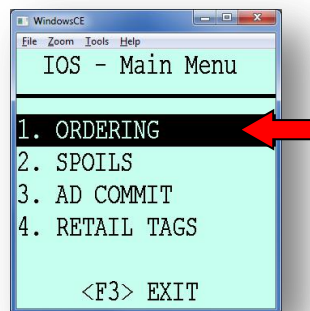 WindowsCE
File Zoom Tools Help
IOS - Main Menu
1. ORDERING
2. SPOILS
3. AD COMMIT
4. RETAIL TAGS
<F3> EXIT